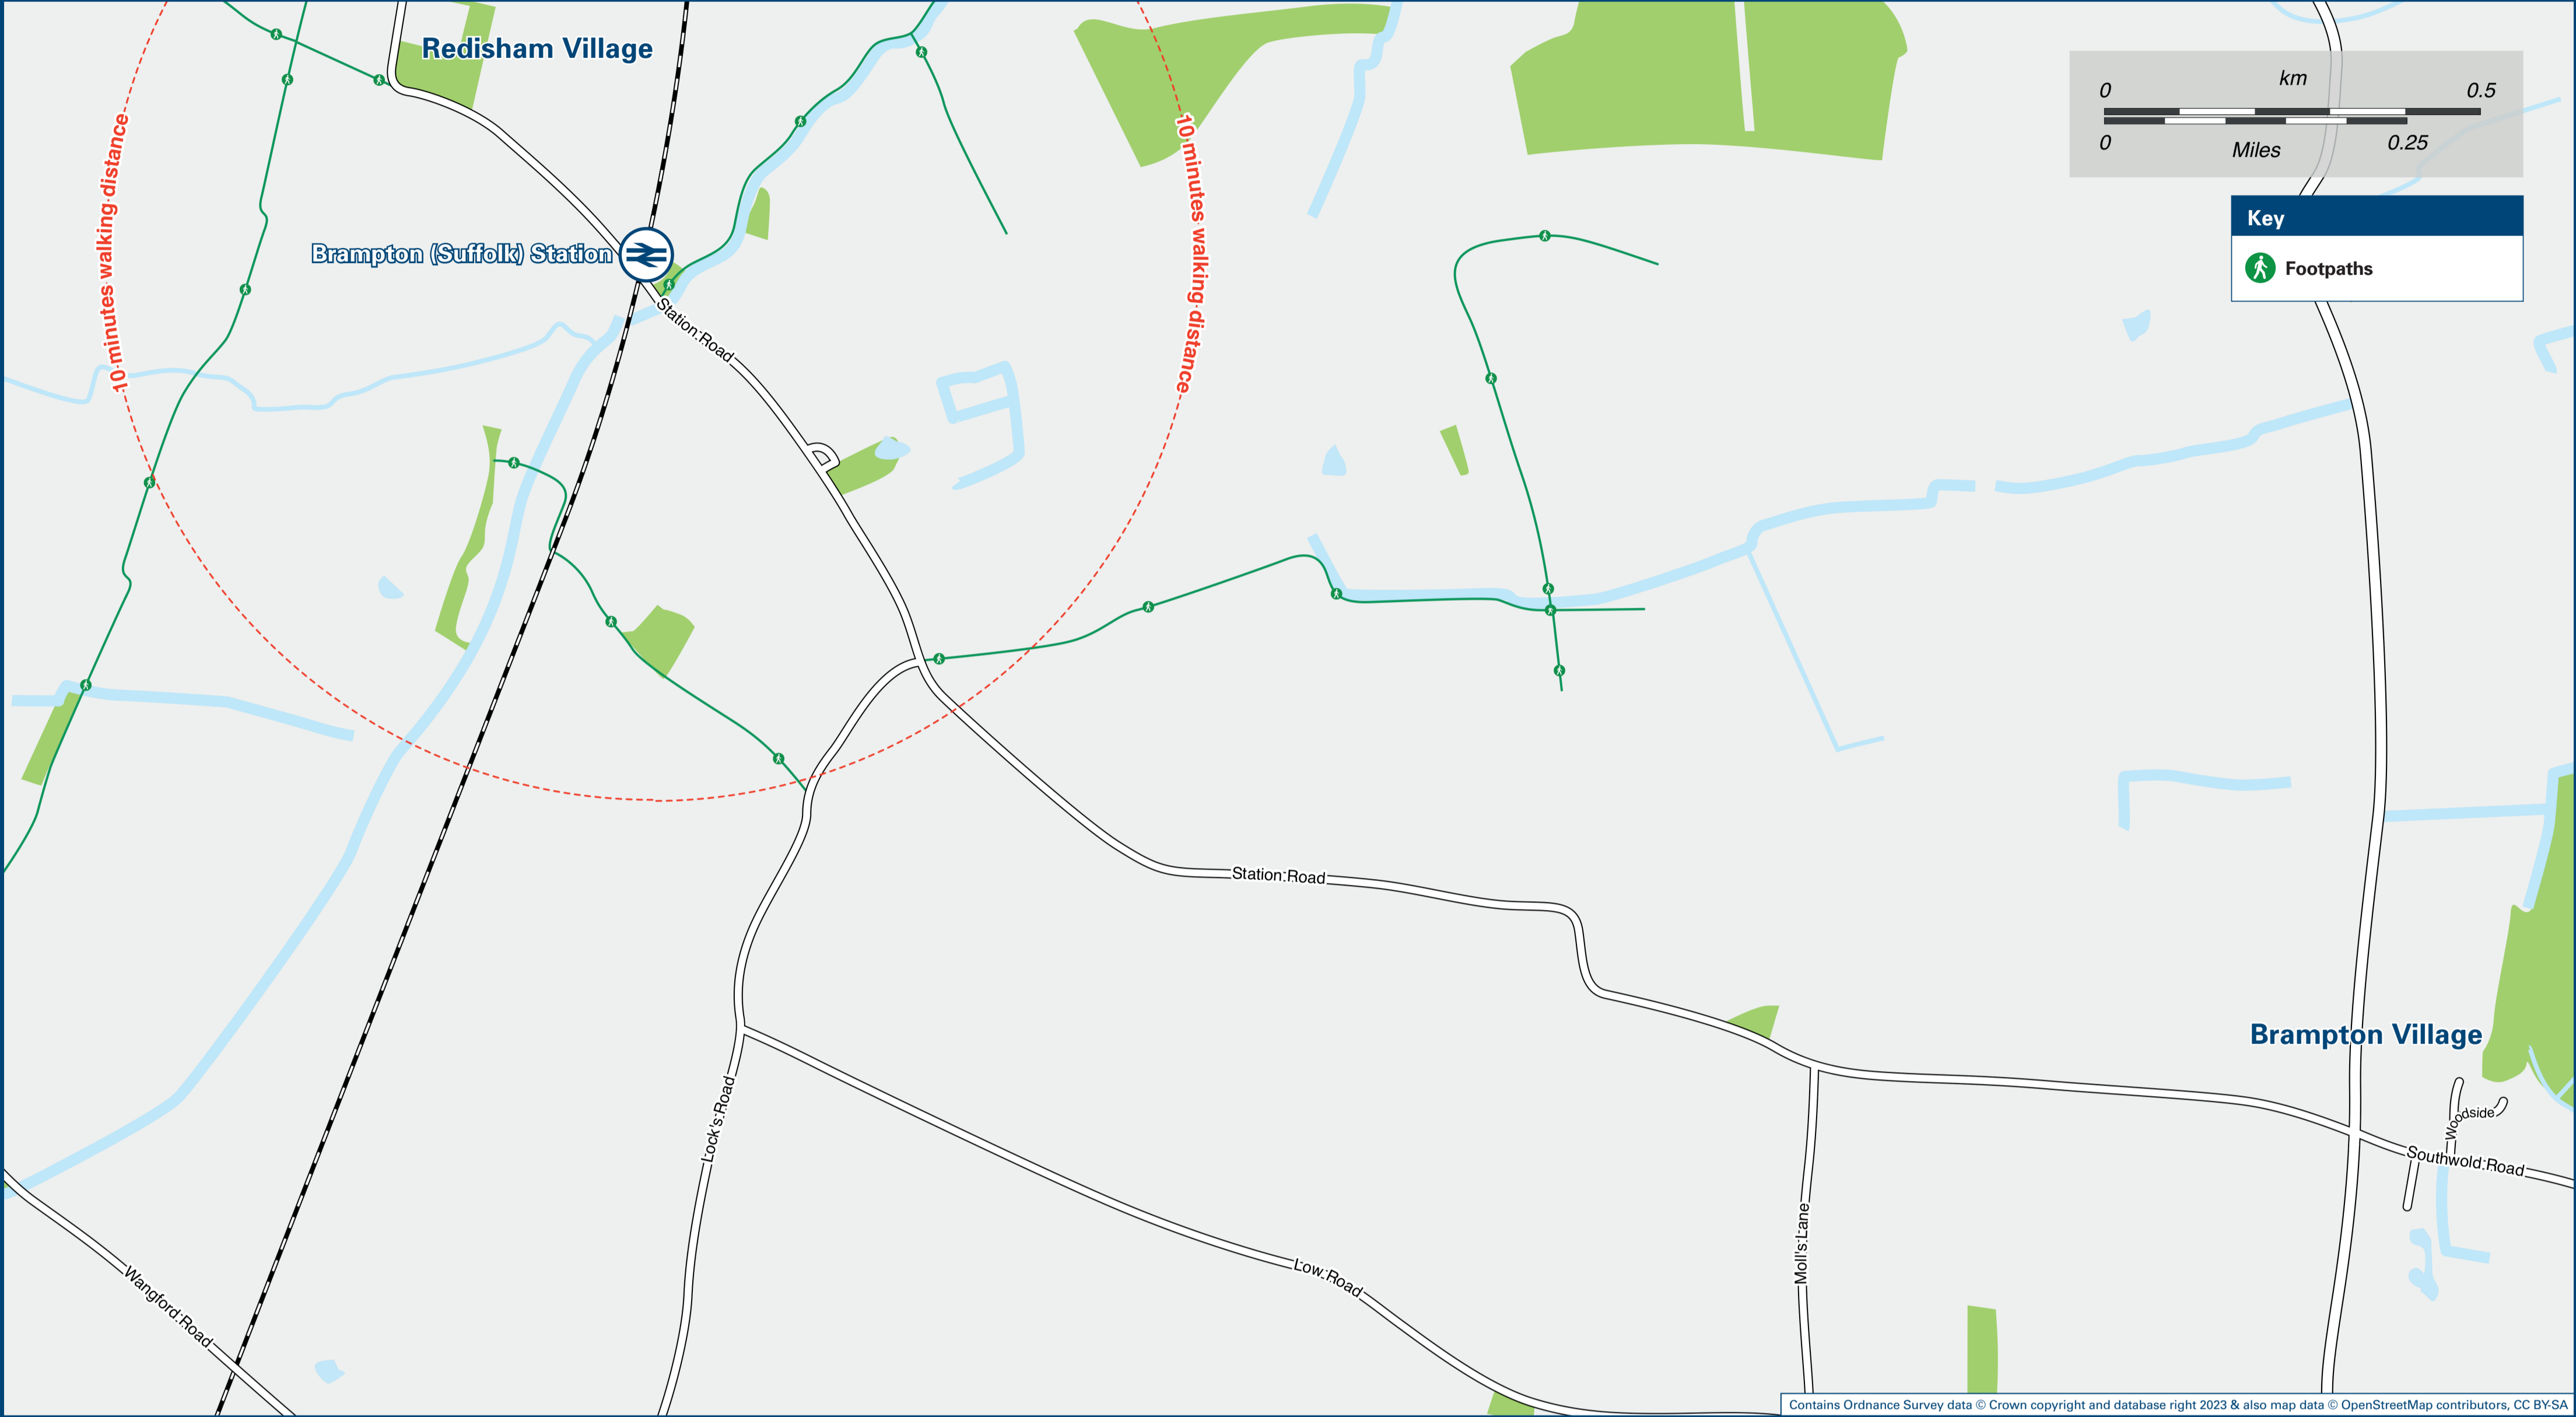 Redisham Village
km
0
0.5
0
Miles
0.25
10 minutes walking distance
10 minutes walking distance
Key
Footpaths
Brampton (Suffolk) Station
Station Road
Station Road
Brampton Village
Woodside
Southwold Road
Lock's Road
Moll's Lane
Low Road
Wangford Road
Contains Ordnance Survey data © Crown copyright and database right 2023 & also map data © OpenStreetMap contributors, CC BY-SA